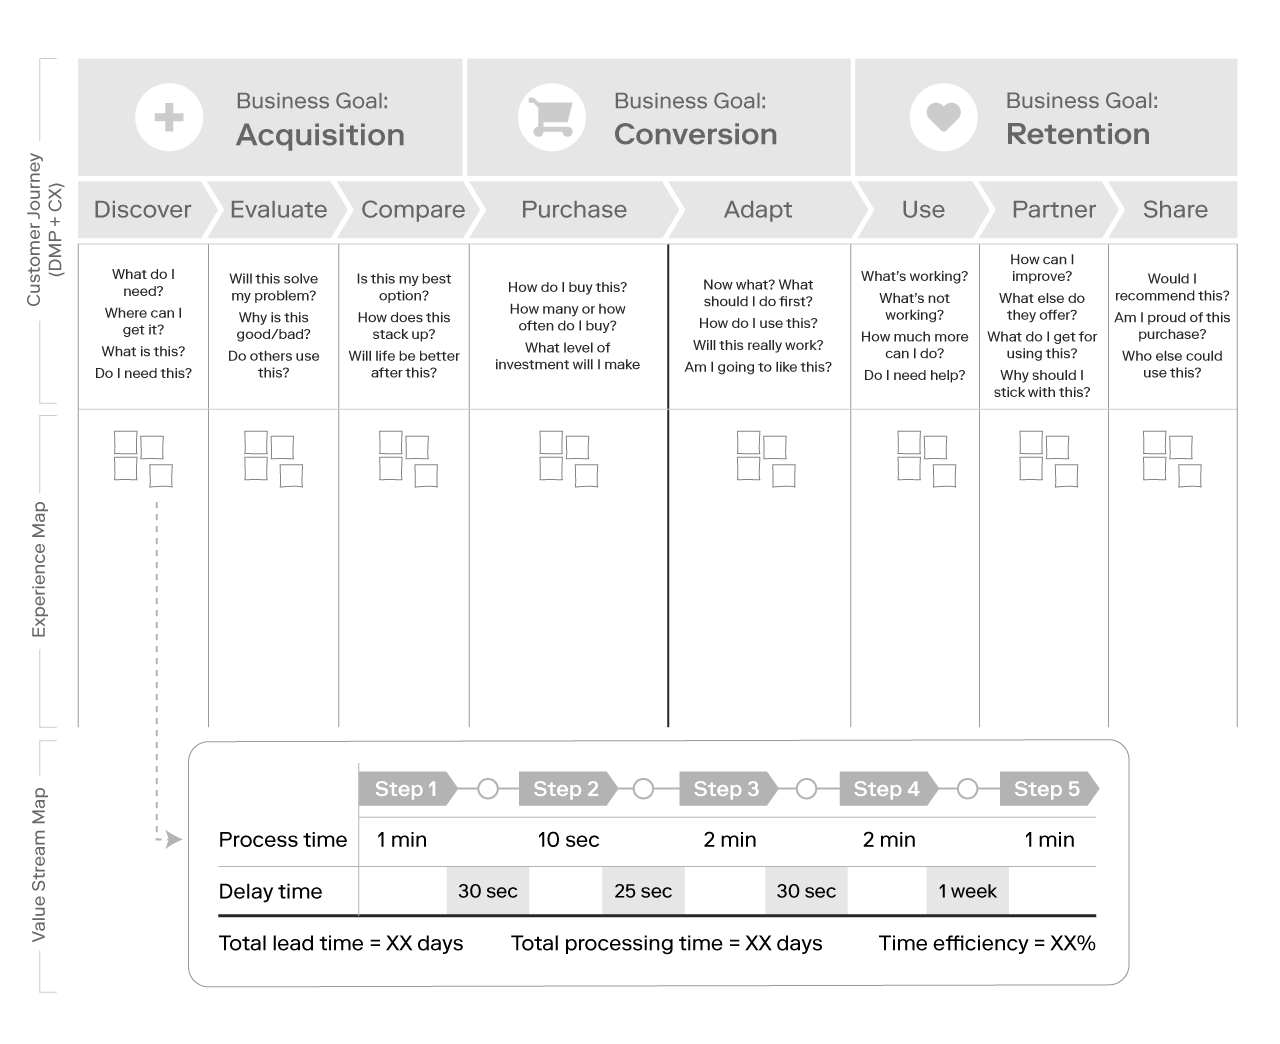 Business Goal:
Acquisition
Business Goal:
Conversion
Business Goal:
Retention
Customer Journey
(DMP + CX)
Discover
Evaluate
Compare
Purchase
Adapt
Use
Partner
Share
What do I
need?
Where can I
get it?
What is this?
Do I need this?
Will this solve
my problem?
Why is this
good/bad?
Do others use
this?
Is this my best
option?
How does this
stack up?
Will life be better
after this?
How do I buy this?
How many or how
often do I buy?
What level of
investment will I make
Now what? What
should I do first?
How do I use this?
Will this really work?
Am I going to like this?
What's working?
What's not
working?
How much more
can I do?
Do I need help?
How can I
improve?
What else do
they offer?
What do I get for
using this?
Why should I
stick with this?
Would I
recommend this?
Am I proud of this
purchase?
Who else could
use this?
Experience Map
Value Stream Map
Step 1
Step 2
Step 3
Step 4
Step 5
Process time
1 min
10 sec
2 min
2 min
1 min
Delay time
30 sec
25 sec
30 sec
1 week
Total lead time = XX days
Total processing time = XX days
Time efficiency = XX%